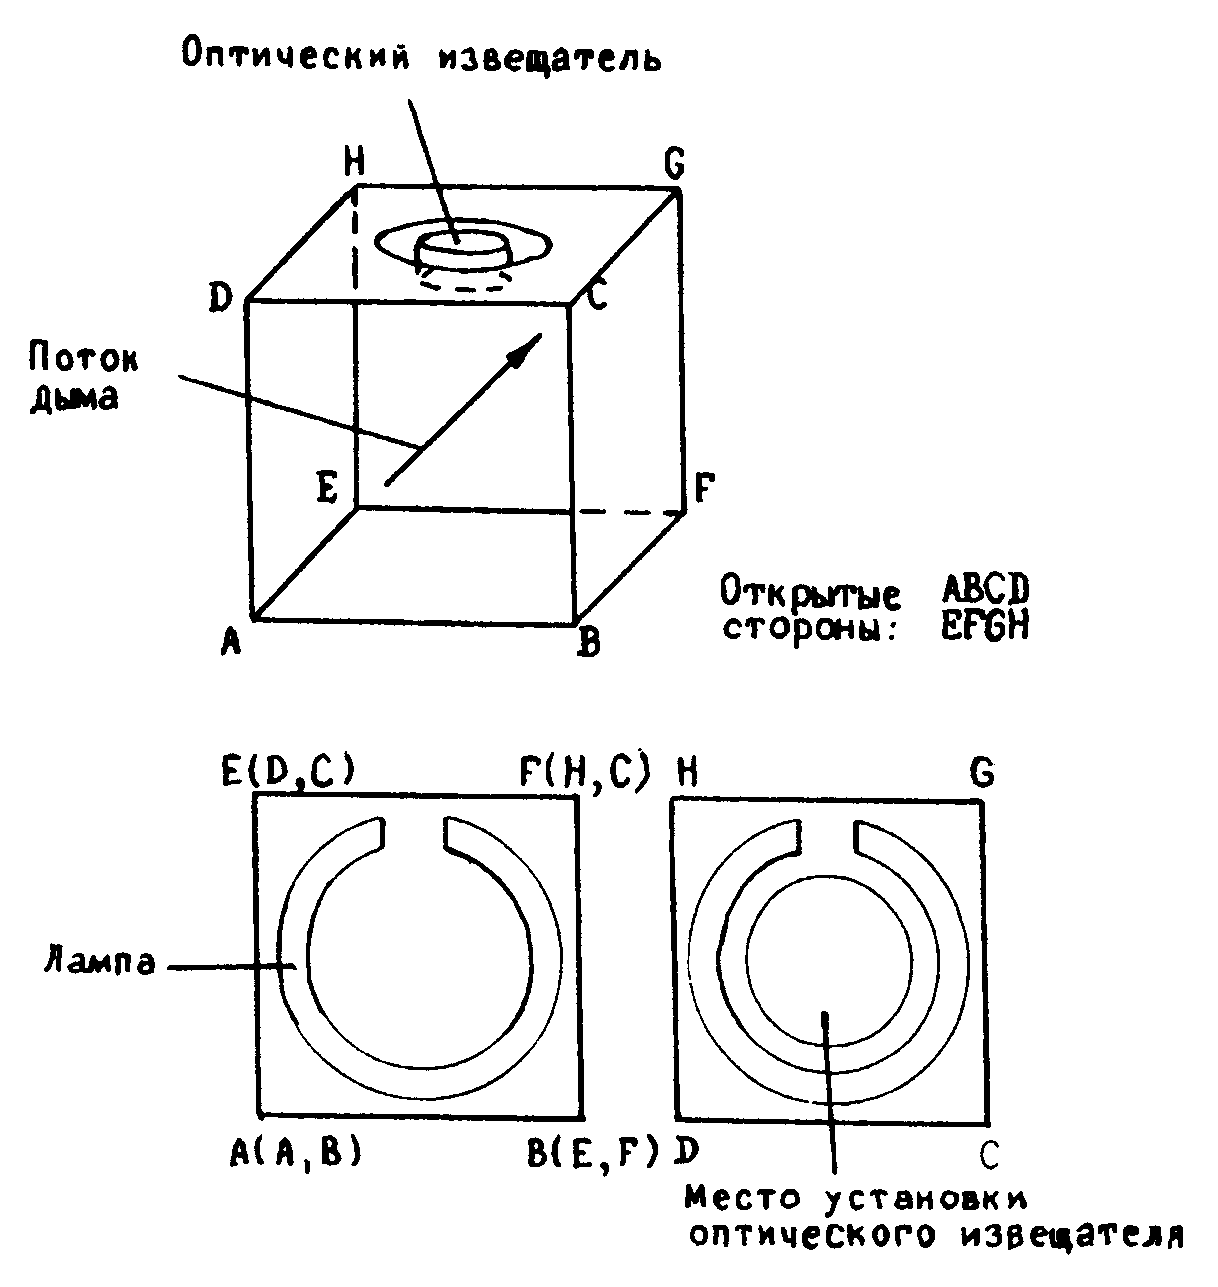 Оптический извещатель
H
G
D
C
Поток
дыма
E
F
Открытые ABCD
стороны: EFGH
A
B
E(D,C)
F(H,C)
H
G
Лампа
A(A,B)
B(E,F)
D
C
Место установки
оптического извещателя